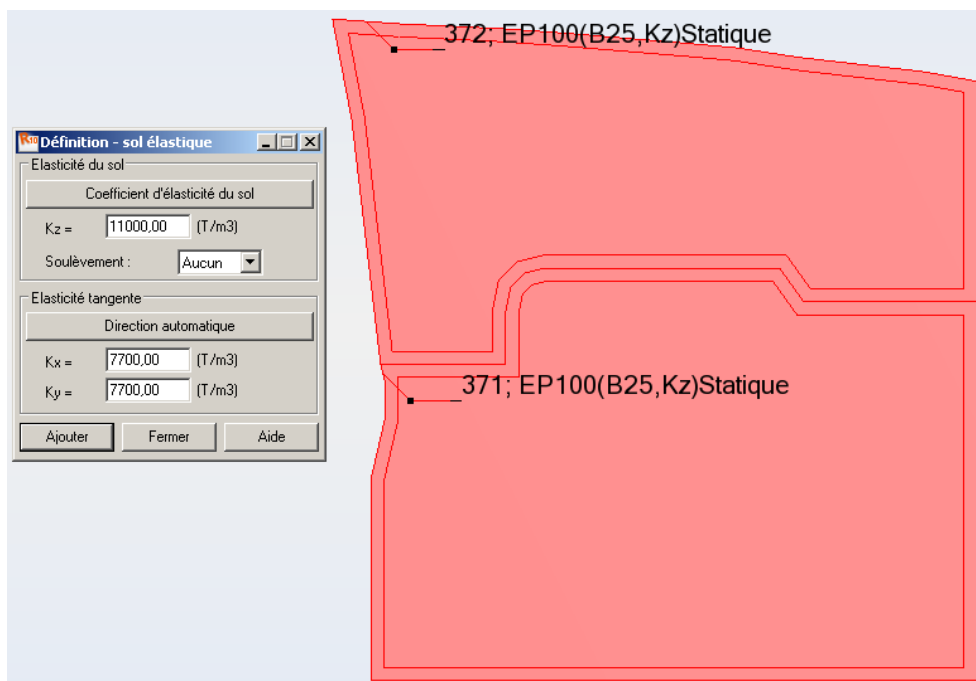 372; EP100(B25,Kz)Statique
R10 Définition - sol élastique
Elasticité du sol
Coefficient d'élasticité du sol
Kz = 11000,00 (T/m3)
Soulèvement : Aucun
Elasticité tangente
Direction automatique
Kx = 7700,00 (T/m3)
Ky = 7700,00 (T/m3)
Ajouter Fermer Aide
371; EP100(B25,Kz)Statique